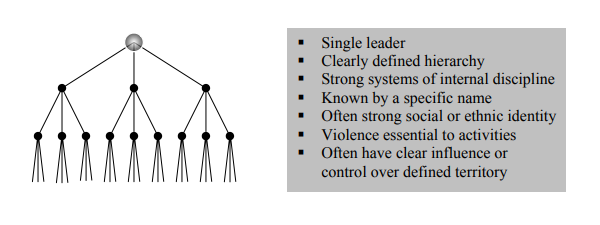 ▪ Single leader
▪ Clearly defined hierarchy
▪ Strong systems of internal discipline
▪ Known by a specific name
▪ Often strong social or ethnic identity
▪ Violence essential to activities
▪ Often have clear influence or
control over defined territory